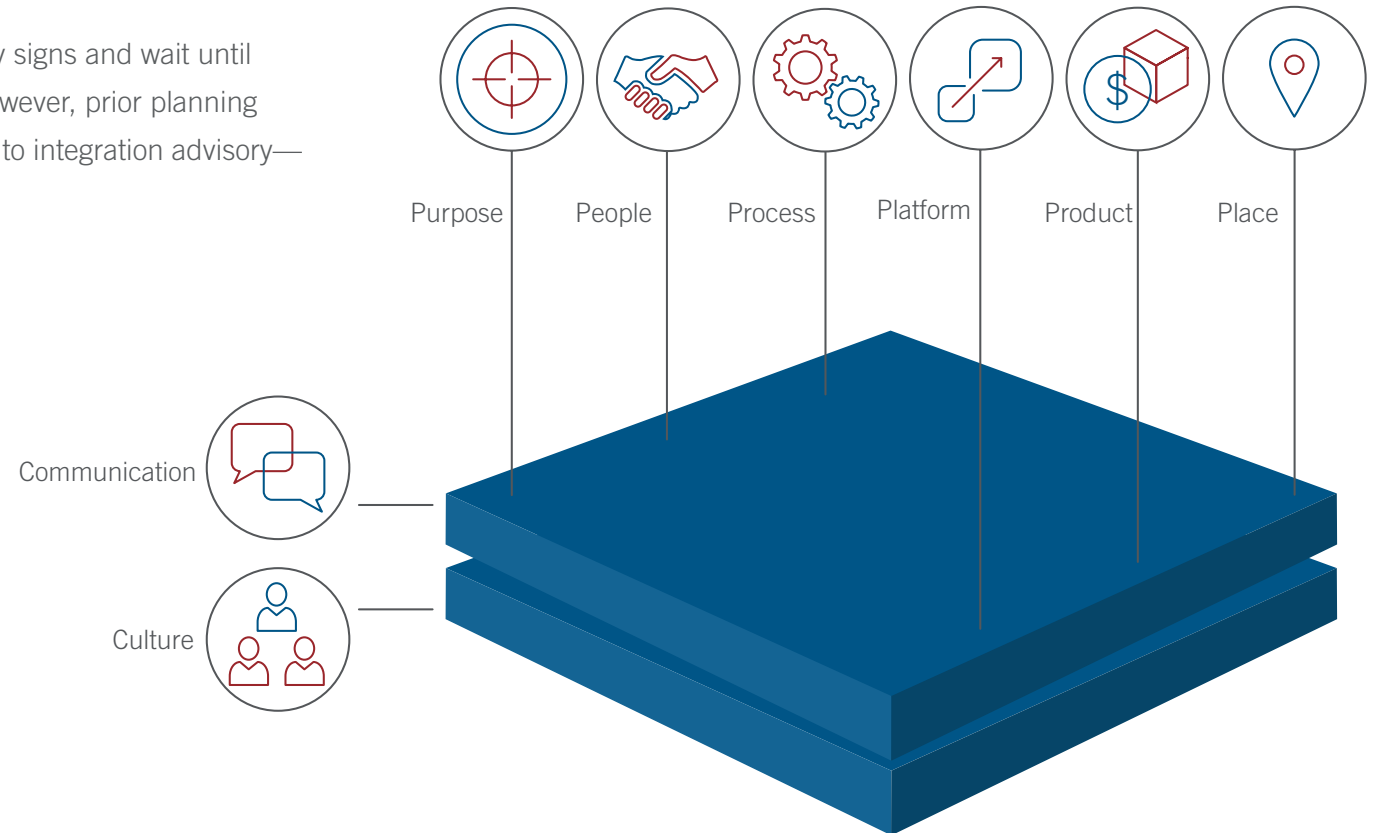 y signs and wait until
wever, prior planning
to integration advisory—
Purpose
People
Process
Platform
Product
Place
$
Communication
Culture